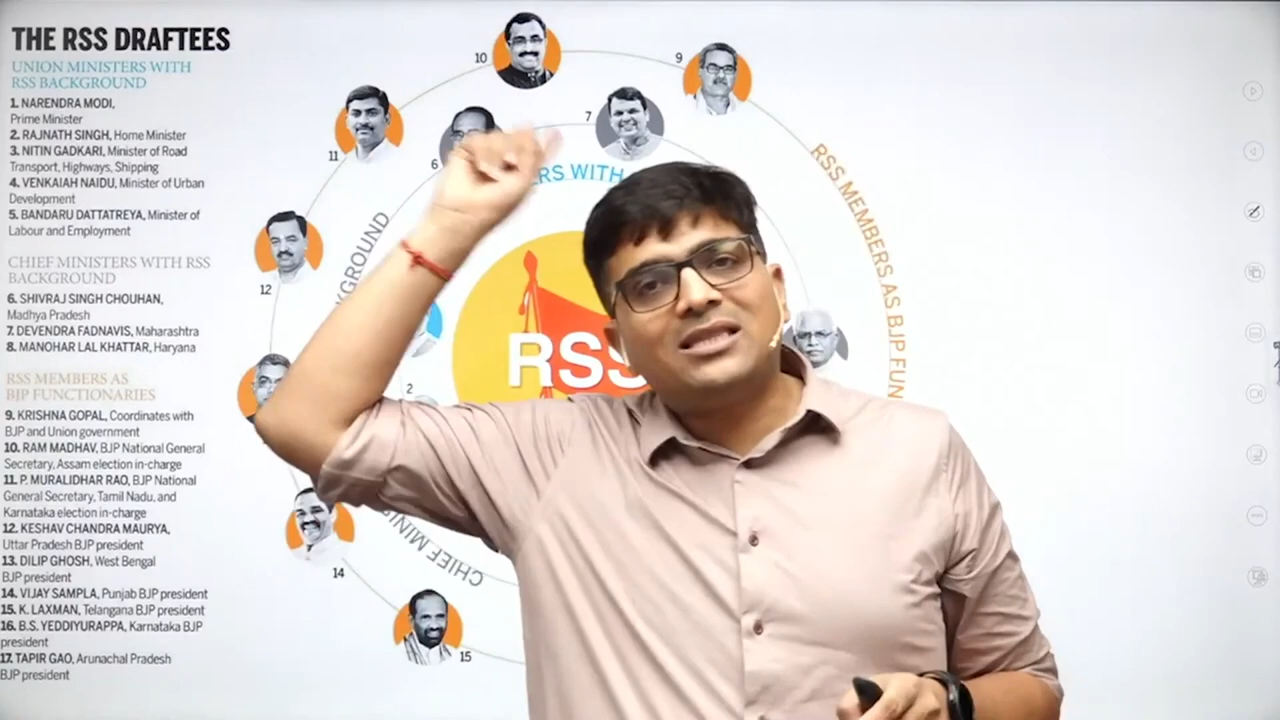 THE RSS DRAFTEES
UNION MINISTERS WITH
RSS BACKGROUND
1. NARENDRA MODI,
Prime Minister
2. RAJNATH SINGH, Home Minister
3. NITIN GADKARI, Minister of Road
Transport, Highways, Shipping
4. VENKAIAH NAIDU, Minister of Urban
Development
5. BANDARU DATTATREYA, Minister of
Labour and Employment
CHIEF MINISTERS WITH RSS
BACKGROUND
6. SHIVRAJ SINGH CHOUHAN,
Madhya Pradesh
7. DEVENDRA FADNAVIS, Maharashtra
8. MANOHAR LAL KHATTAR, Haryana
RSS MEMBERS AS
BJP FUNCTIONARIES
9. KRISHNA GOPAL, Coordinates with
BJP and Union government
10. RAM MADHAV, BJP National General
Secretary, Assam election in-charge
11. P. MURALIDHAR RAO, BJP National
General Secretary, Tamil Nadu, and
Karnataka election in-charge
12. KESHAV CHANDRA MAURYA,
Uttar Pradesh BJP president
13. DILIP GHOSH, West Bengal
BJP president
14. VIJAY SAMPLA, Punjab BJP president
15. K. LAXMAN, Telangana BJP president
16. B.S. YEDDIYURAPPA, Karnataka BJP
president
17. TAPIR GAO, Arunachal Pradesh
BJP president
10
9
7
11
6
ERS WITH
RSS MEMBERS AS BJP FUN
KGROUND
12
RSS
2
CHIEF MINIS
14
15